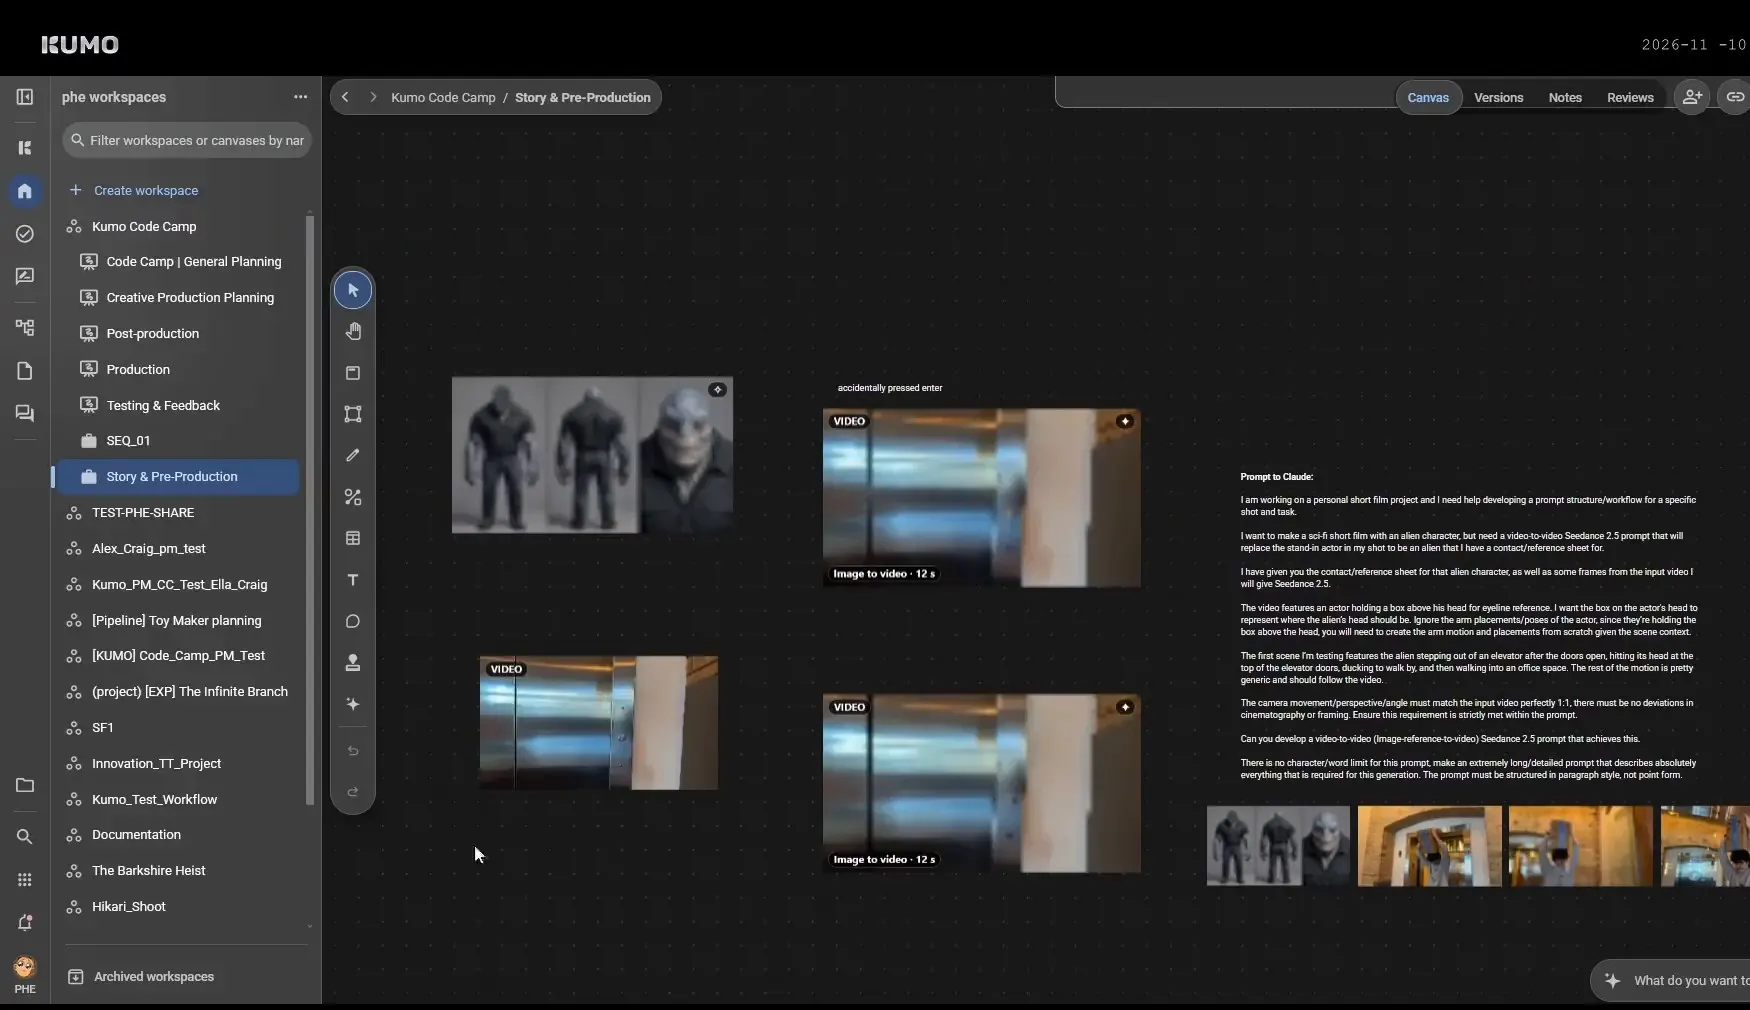 KUMO
2026-11 -10
phe workspaces
Filter workspaces or canvases by nar
Create workspace
Kumo Code Camp
Code Camp | General Planning
Creative Production Planning
Post-production
Production
Testing & Feedback
SEQ_01
Story & Pre-Production
TEST-PHE-SHARE
Alex_Craig_pm_test
Kumo_PM_CC_Test_Ella_Craig
[Pipeline] Toy Maker planning
[KUMO] Code_Camp_PM_Test
(project) [EXP] The Infinite Branch
SF1
Innovation_TT_Project
Kumo_Test_Workflow
Documentation
The Barkshire Heist
Hikari_Shoot
Archived workspaces
PHE
Kumo Code Camp / Story & Pre-Production
Canvas
Versions
Notes
Reviews
accidentally pressed enter
VIDEO
Image to video · 12 s
VIDEO
VIDEO
Image to video · 12 s
Prompt to Claude:
I am working on a personal short film project and I need help developing a prompt structure/workflow for a specific
shot and task.
I want to make a sci-fi short film with an alien character, but need a video-to-video Seedance 2.5 prompt that will
replace the stand-in actor in my shot to be an alien that I have a contact/reference sheet for.
I have given you the contact/reference sheet for that alien character, as well as some frames from the input video I
will give Seedance 2.5.
The video features an actor holding a box above his head for eyeline reference. I want the box on the actor's head to
represent where the alien's head should be. Ignore the arm placements/poses of the actor, since they're holding the
box above the head, you will need to create the arm motion and placements from scratch given the scene context.
The first scene I'm testing features the alien stepping out of an elevator after the doors open, hitting its head at the
top of the elevator doors, ducking to walk by, and then walking into an office space. The rest of the motion is pretty
generic and should follow the video.
The camera movement/perspective/angle must match the input video perfectly 1:1, there must be no deviations in
cinematography or framing. Ensure this requirement is strictly met within the prompt.
Can you develop a video-to-video (Image-reference-to-video) Seedance 2.5 prompt that achieves this.
There is no character/word limit for this prompt, make an extremely long/detailed prompt that describes absolutely
everything that is required for this generation. The prompt must be structured in paragraph style, not point form.
What do you want to